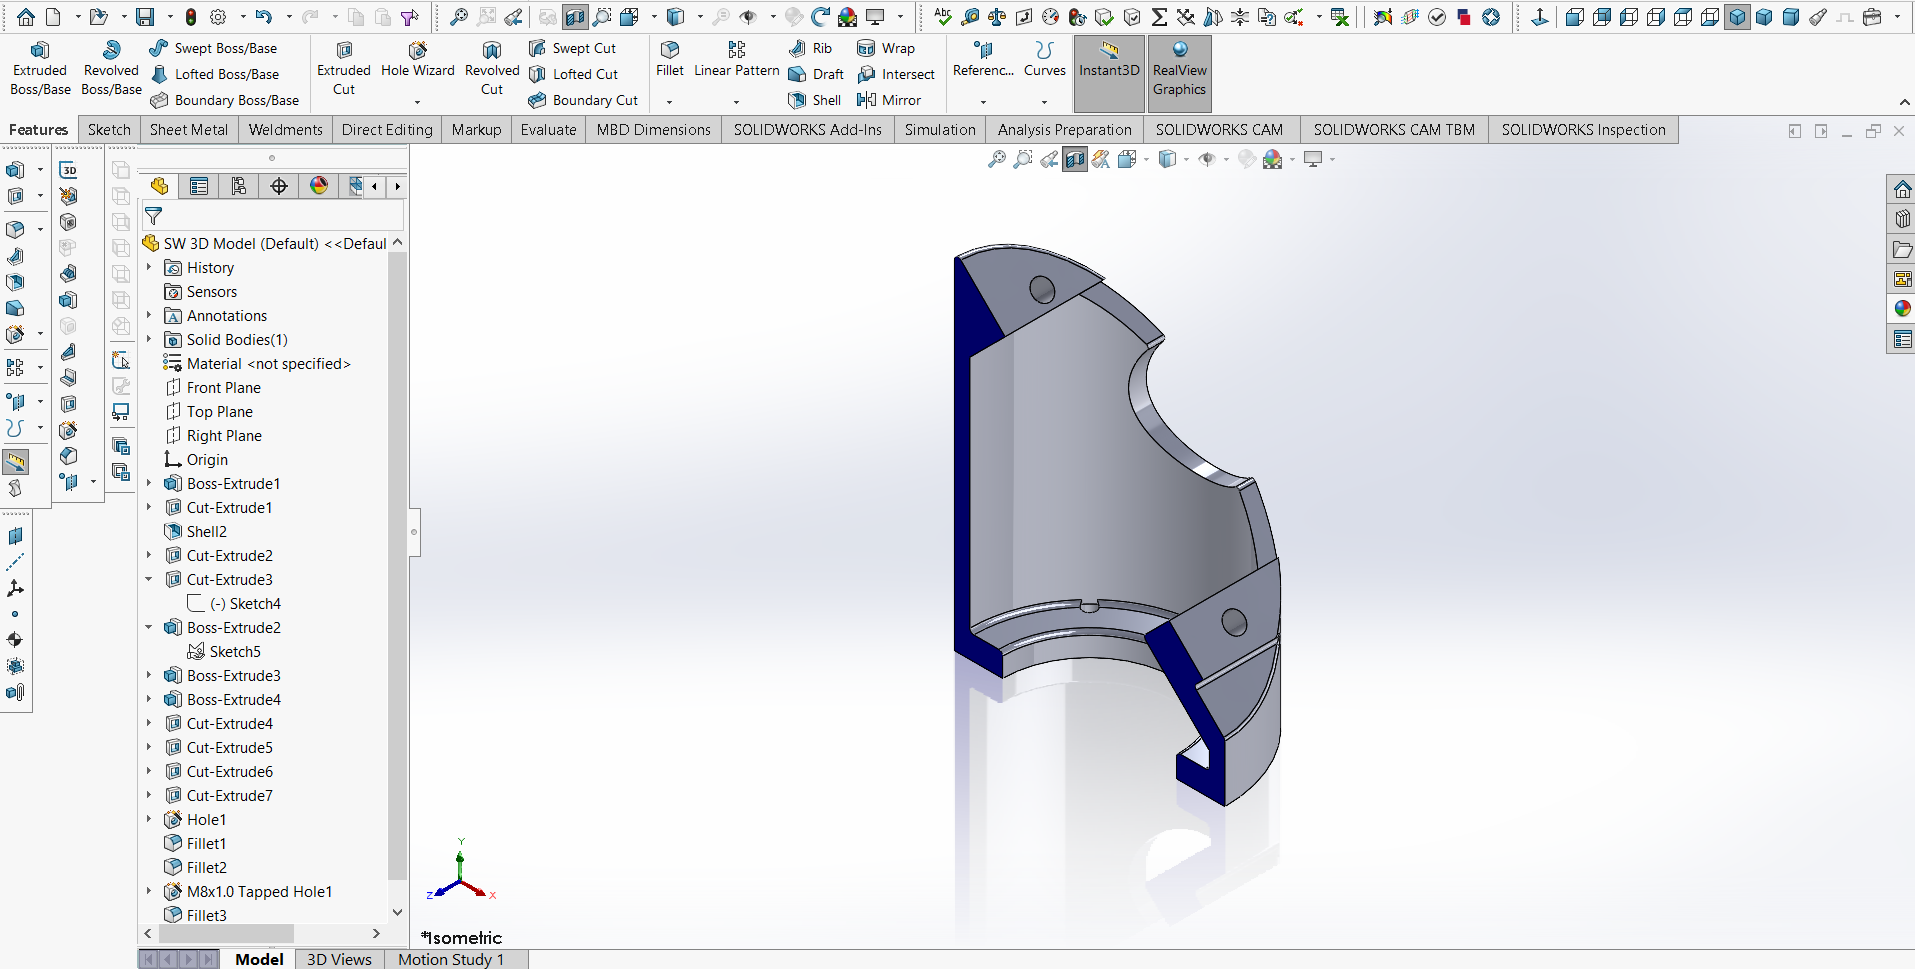 Extruded Boss/Base
Revolved Boss/Base
Swept Boss/Base
Lofted Boss/Base
Boundary Boss/Base
Extruded Cut
Hole Wizard
Revolved Cut
Swept Cut
Lofted Cut
Boundary Cut
Fillet
Linear Pattern
Rib
Draft
Shell
Wrap
Intersect
Mirror
Referenc...
Curves
Instant3D
RealView Graphics
Features
Sketch
Sheet Metal
Weldments
Direct Editing
Markup
Evaluate
MBD Dimensions
SOLIDWORKS Add-Ins
Simulation
Analysis Preparation
SOLIDWORKS CAM
SOLIDWORKS CAM TBM
SOLIDWORKS Inspection
3D
SW 3D Model (Default) <<Defaul
History
Sensors
Annotations
Solid Bodies(1)
Material <not specified>
Front Plane
Top Plane
Right Plane
Origin
Boss-Extrude1
Cut-Extrude1
Shell2
Cut-Extrude2
Cut-Extrude3
(-) Sketch4
Boss-Extrude2
Sketch5
Boss-Extrude3
Boss-Extrude4
Cut-Extrude4
Cut-Extrude5
Cut-Extrude6
Cut-Extrude7
Hole1
Fillet1
Fillet2
M8x1.0 Tapped Hole1
Fillet3
Y
Z
X
*Isometric
Model
3D Views
Motion Study 1